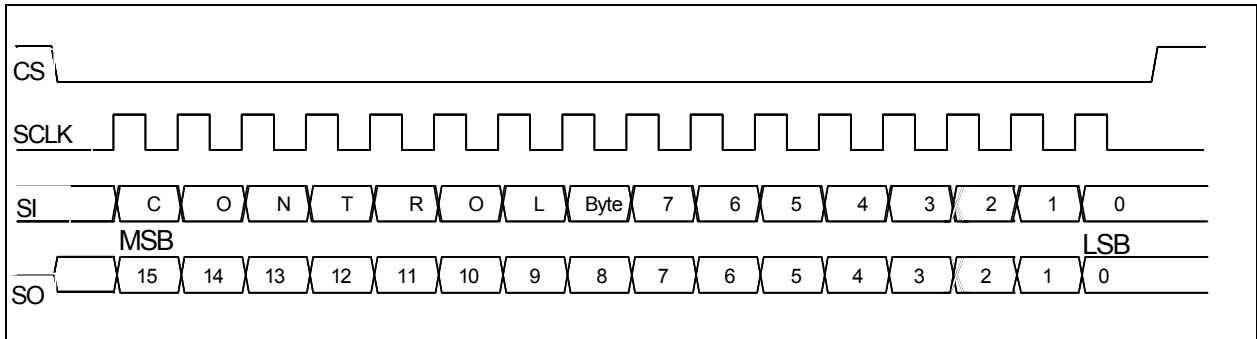 CS
SCLK
SI C O N T R O L Byte 7 6 5 4 3 2 1 0
MSB LSB
SO 15 14 13 12 11 10 9 8 7 6 5 4 3 2 1 0